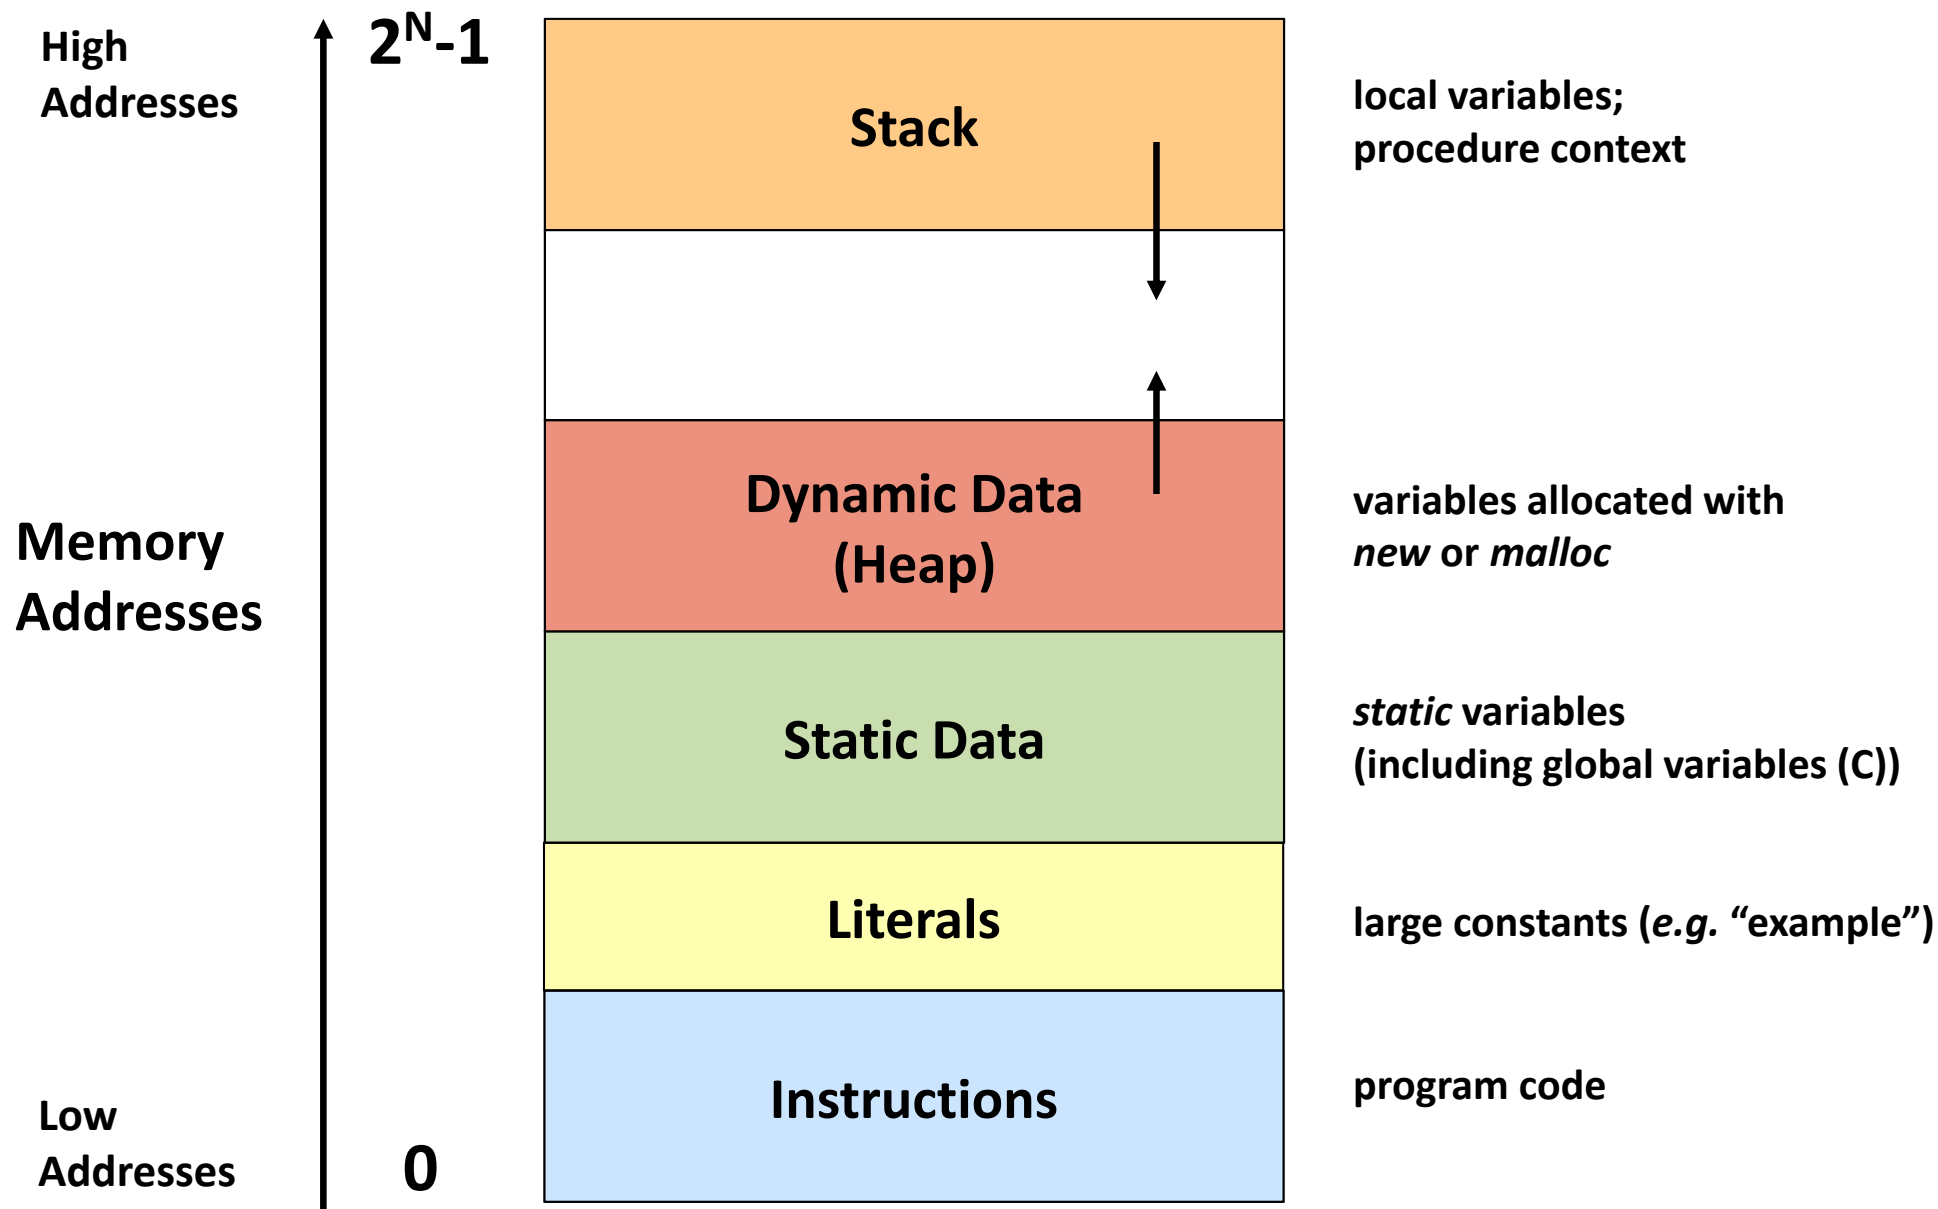 High
Addresses
2^N-1
Stack
local variables;
procedure context
Memory
Addresses
Dynamic Data
(Heap)
variables allocated with
new or malloc
Static Data
static variables
(including global variables (C))
Literals
large constants (e.g. “example”)
Instructions
program code
Low
Addresses
0